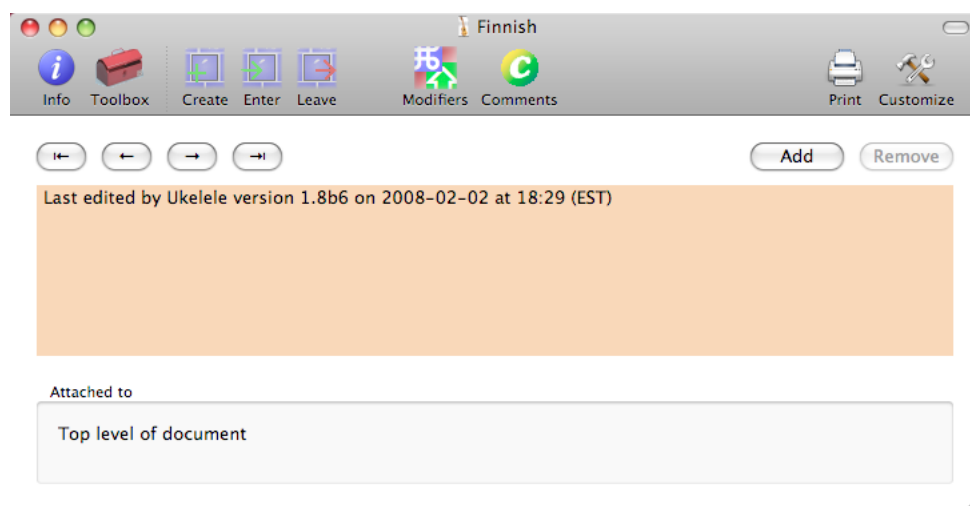 Finnish
Info Toolbox Create Enter Leave Modifiers Comments Print Customize
Add Remove
Last edited by Ukelele version 1.8b6 on 2008-02-02 at 18:29 (EST)
Attached to
Top level of document